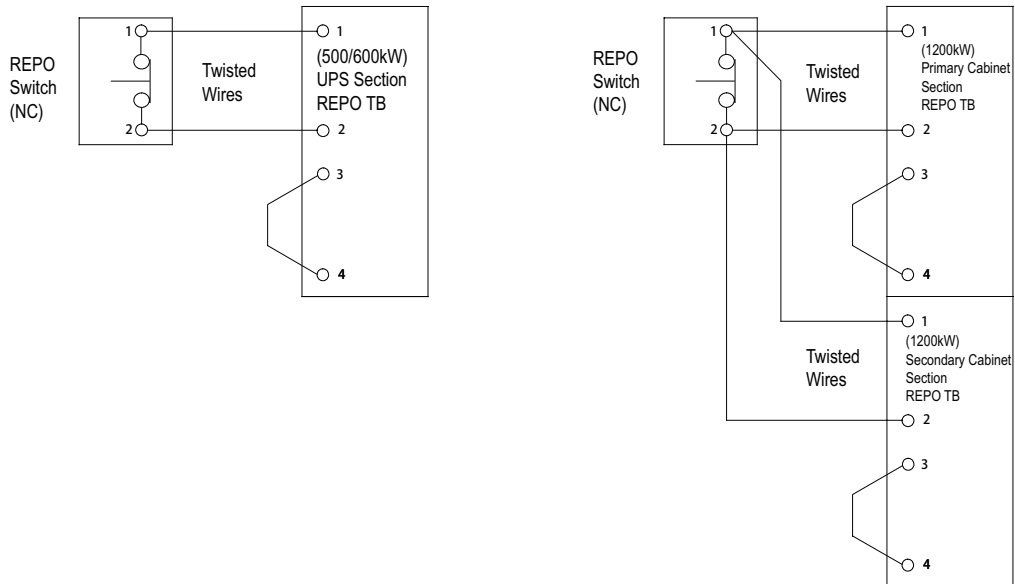 REPO
Switch
(NC)
1
2
Twisted
Wires
1
(500/600kW)
UPS Section
REPO TB
2
3
4
REPO
Switch
(NC)
1
2
Twisted
Wires
1
(1200kW)
Primary Cabinet
Section
REPO TB
2
3
4
Twisted
Wires
1
(1200kW)
Secondary Cabinet
Section
REPO TB
2
3
4